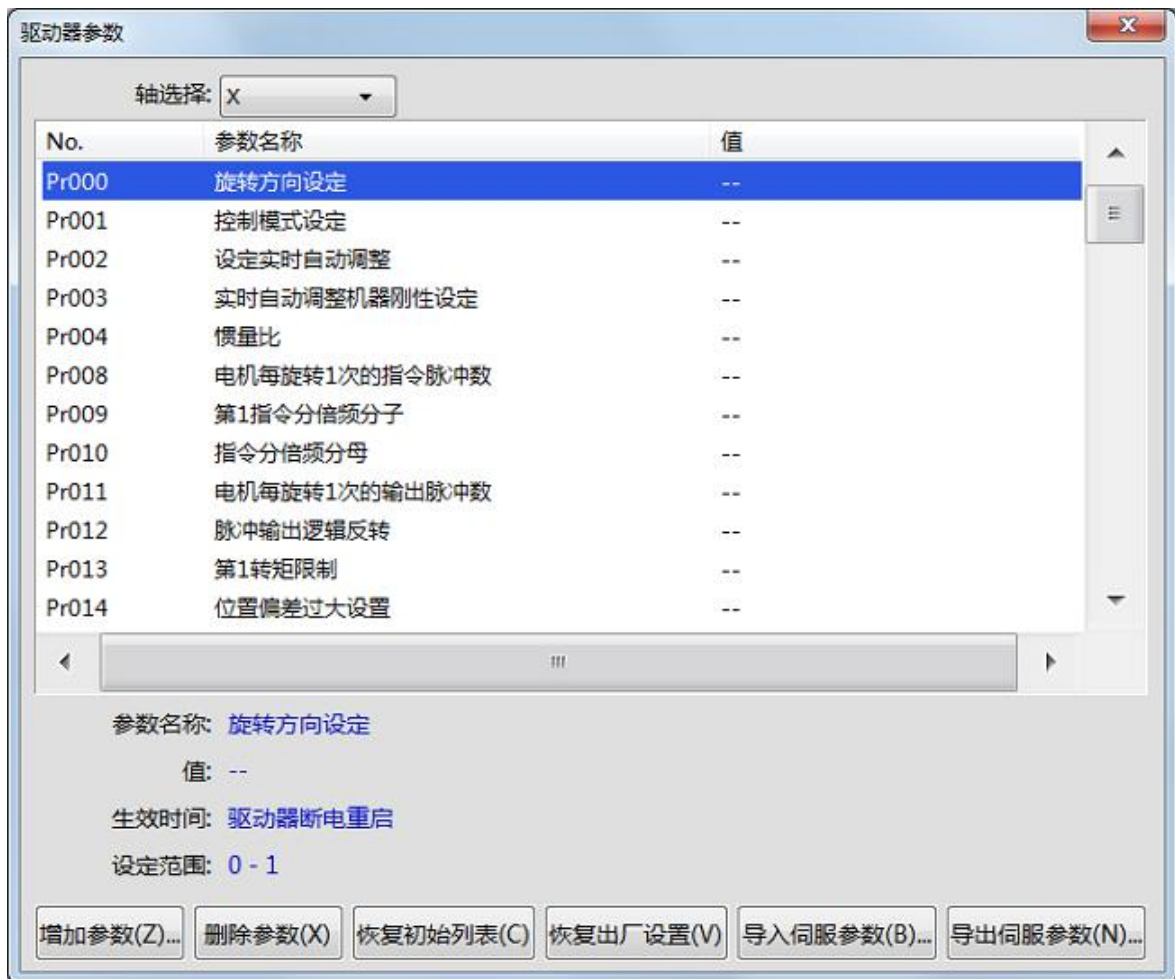 驱动器参数
轴选择: X
No. 参数名称 值
Pr000 旋转方向设定 --
Pr001 控制模式设定 --
Pr002 设定实时自动调整 --
Pr003 实时自动调整机器刚性设定 --
Pr004 惯量比 --
Pr008 电机每旋转1次的指令脉冲数 --
Pr009 第1指令分倍频分子 --
Pr010 指令分倍频分母 --
Pr011 电机每旋转1次的输出脉冲数 --
Pr012 脉冲输出逻辑反转 --
Pr013 第1转矩限制 --
Pr014 位置偏差过大设置 --
参数名称: 旋转方向设定
值: --
生效时间: 驱动器断电重启
设定范围: 0 - 1
增加参数(Z)... 删除参数(X) 恢复初始列表(C) 恢复出厂设置(V) 导入伺服参数(B)... 导出伺服参数(N)...